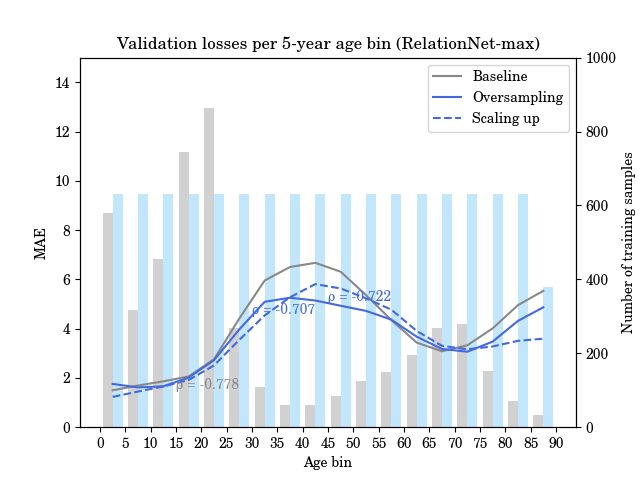 Validation losses per 5-year age bin (RelationNet-max)
Baseline
Oversampling
Scaling up
14
12
10
8
6
4
2
0
MAE
1000
800
600
400
200
0
Number of training samples
ρ = -0.722
ρ = -0.707
ρ = -0.778
0 5 10 15 20 25 30 35 40 45 50 55 60 65 70 75 80 85 90
Age bin